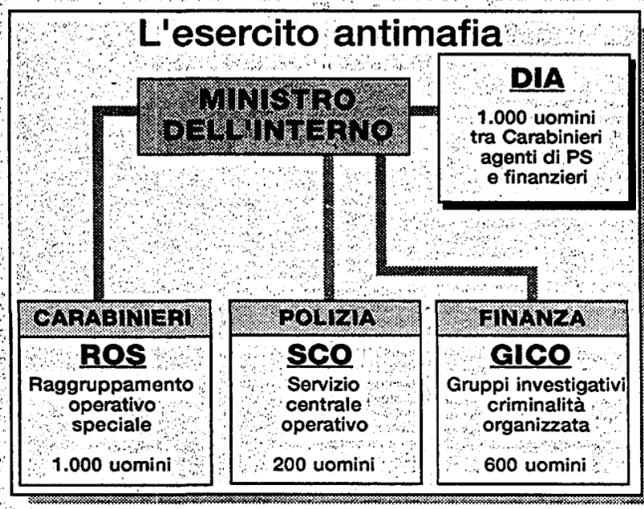 L'esercito antimafia
MINISTRO
DELL'INTERNO
DIA
1.000 uomini
tra Carabinieri
agenti di PS
e finanzieri
CARABINIERI
ROS
Raggruppamento
operativo
speciale
1.000 uomini
POLIZIA
SCO
Servizio
centrale
operativo
200 uomini
FINANZA
GICO
Gruppi investigativi
criminalità
organizzata
600 uomini